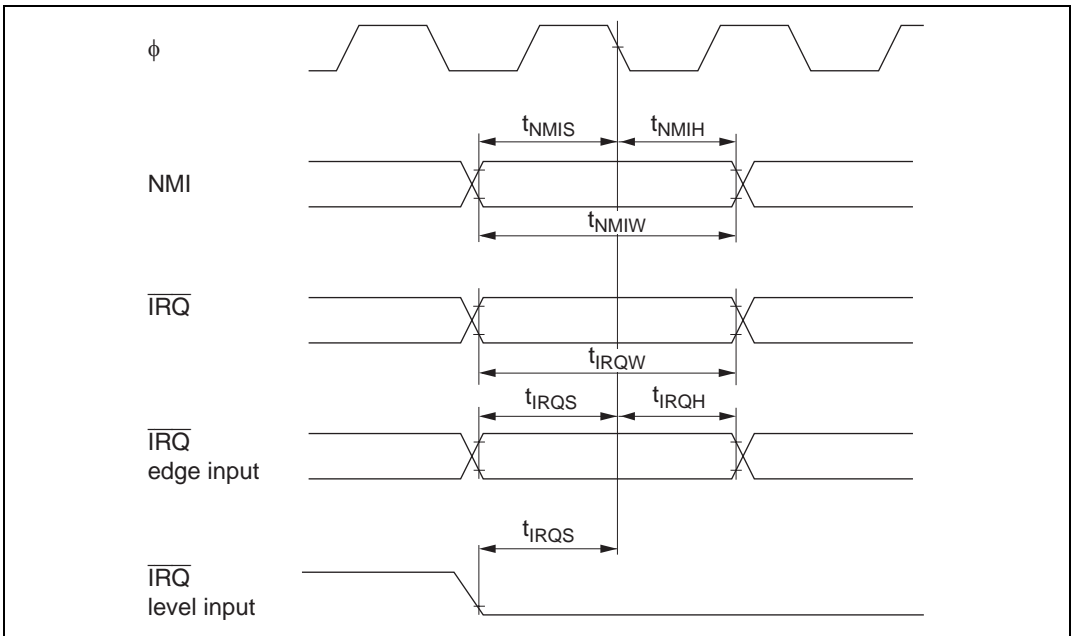 ϕ
tNMIS tNMIH
NMI
tNMIW
IRQ
tIRQW
tIRQS tIRQH
IRQ
edge input
tIRQS
IRQ
level input